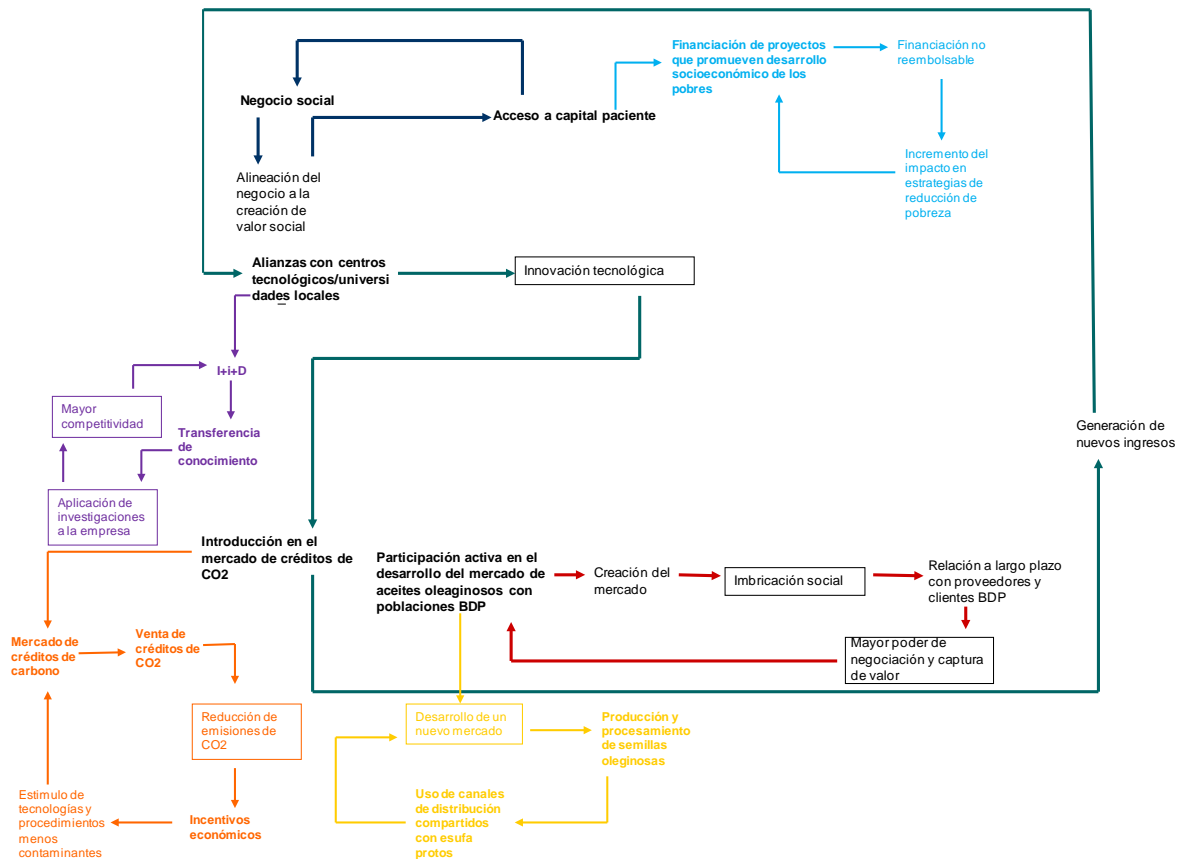 Financiación de proyectos
que promueven desarrollo
socioeconómico de los
pobres
Financiación no
reembolsable
Negocio social
Acceso a capital paciente
Alineación del
negocio a la
creación de
valor social
Incremento del
impacto en
estrategias de
reducción de
pobreza
Alianzas con centros
tecnológicos/universi
dades locales
Innovación tecnológica
I+i+D
Mayor
competitividad
Transferencia
de
conocimiento
Generación de
nuevos ingresos
Aplicación de
investigaciones
a la empresa
Introducción en el
mercado de créditos de
CO2
Participación activa en el
desarrollo del mercado de
aceites oleaginosos con
poblaciones BDP
Creación del
mercado
Imbricación social
Relación a largo plazo
con proveedores y
clientes BDP
Mercado de
créditos de
carbono
Venta de
créditos de
CO2
Mayor poder de
negociación y captura
de valor
Reducción de
emisiones de
CO2
Desarrollo de un
nuevo mercado
Producción y
procesamiento
de semillas
oleginosas
Estimulo de
tecnologías y
procedimientos
menos
contaminantes
Incentivos
económicos
Uso de canales
de distribución
compartidos
con esufa
protos